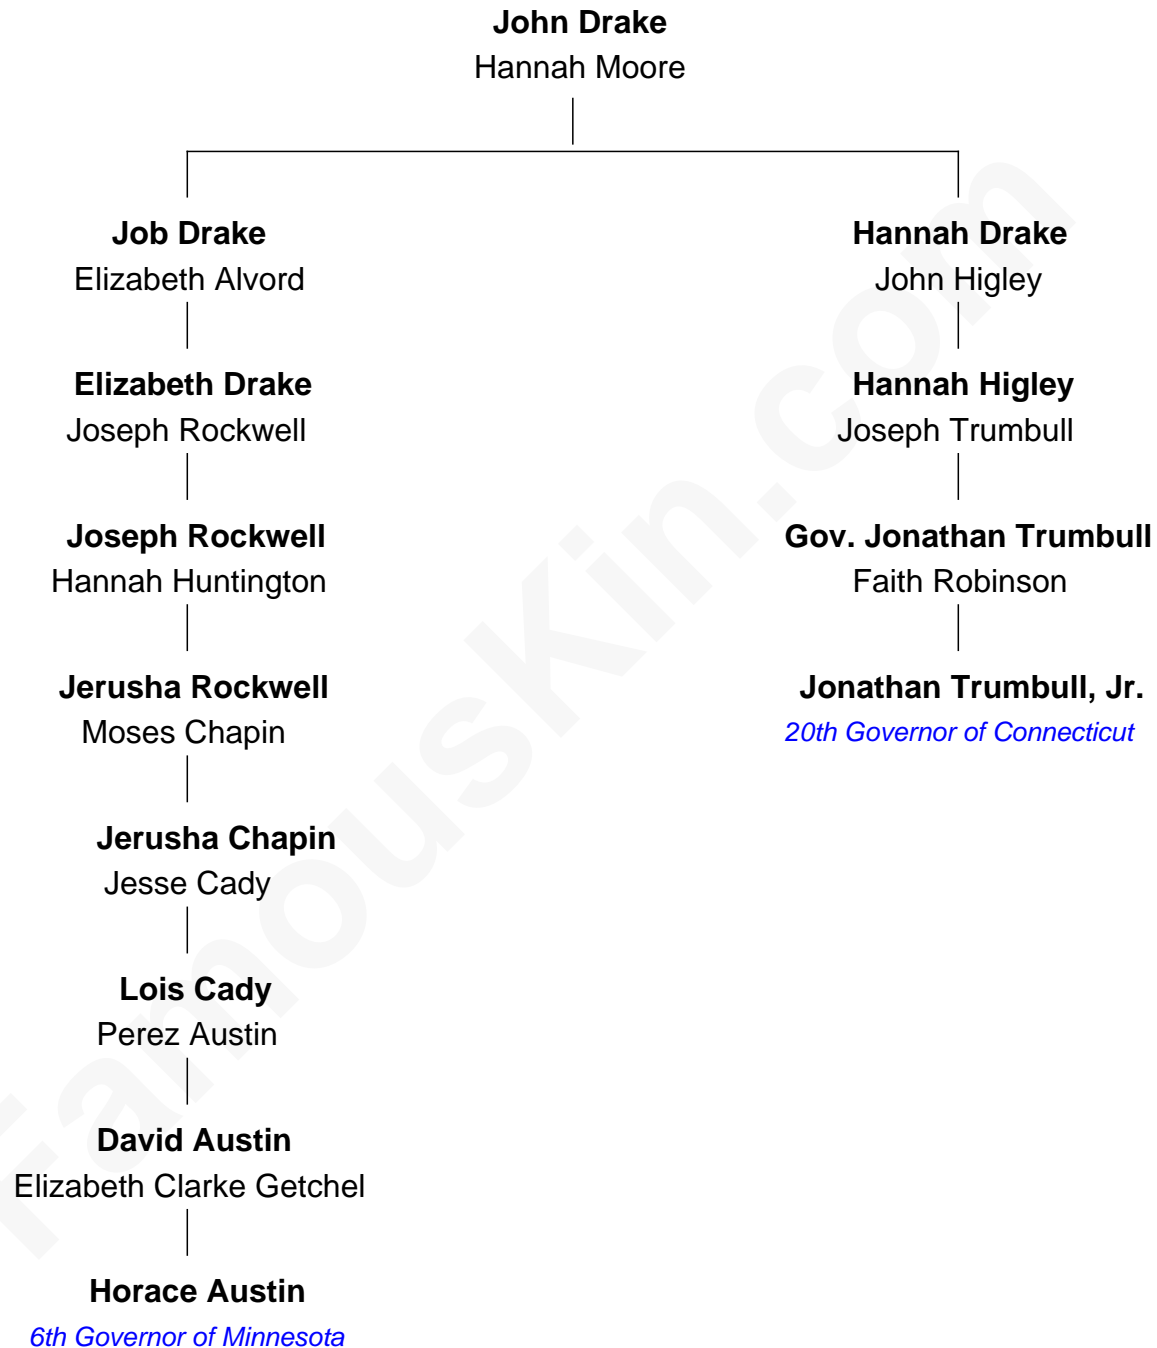 John Drake
Hannah Moore
Job Drake
Elizabeth Alvord
Hannah Drake
John Higley
Elizabeth Drake
Joseph Rockwell
Hannah Higley
Joseph Trumbull
Joseph Rockwell
Hannah Huntington
Gov. Jonathan Trumbull
Faith Robinson
Jerusha Rockwell
Moses Chapin
Jonathan Trumbull, Jr.
20th Governor of Connecticut
Jerusha Chapin
Jesse Cady
Lois Cady
Perez Austin
David Austin
Elizabeth Clarke Getchel
Horace Austin
6th Governor of Minnesota
FamousKin.com